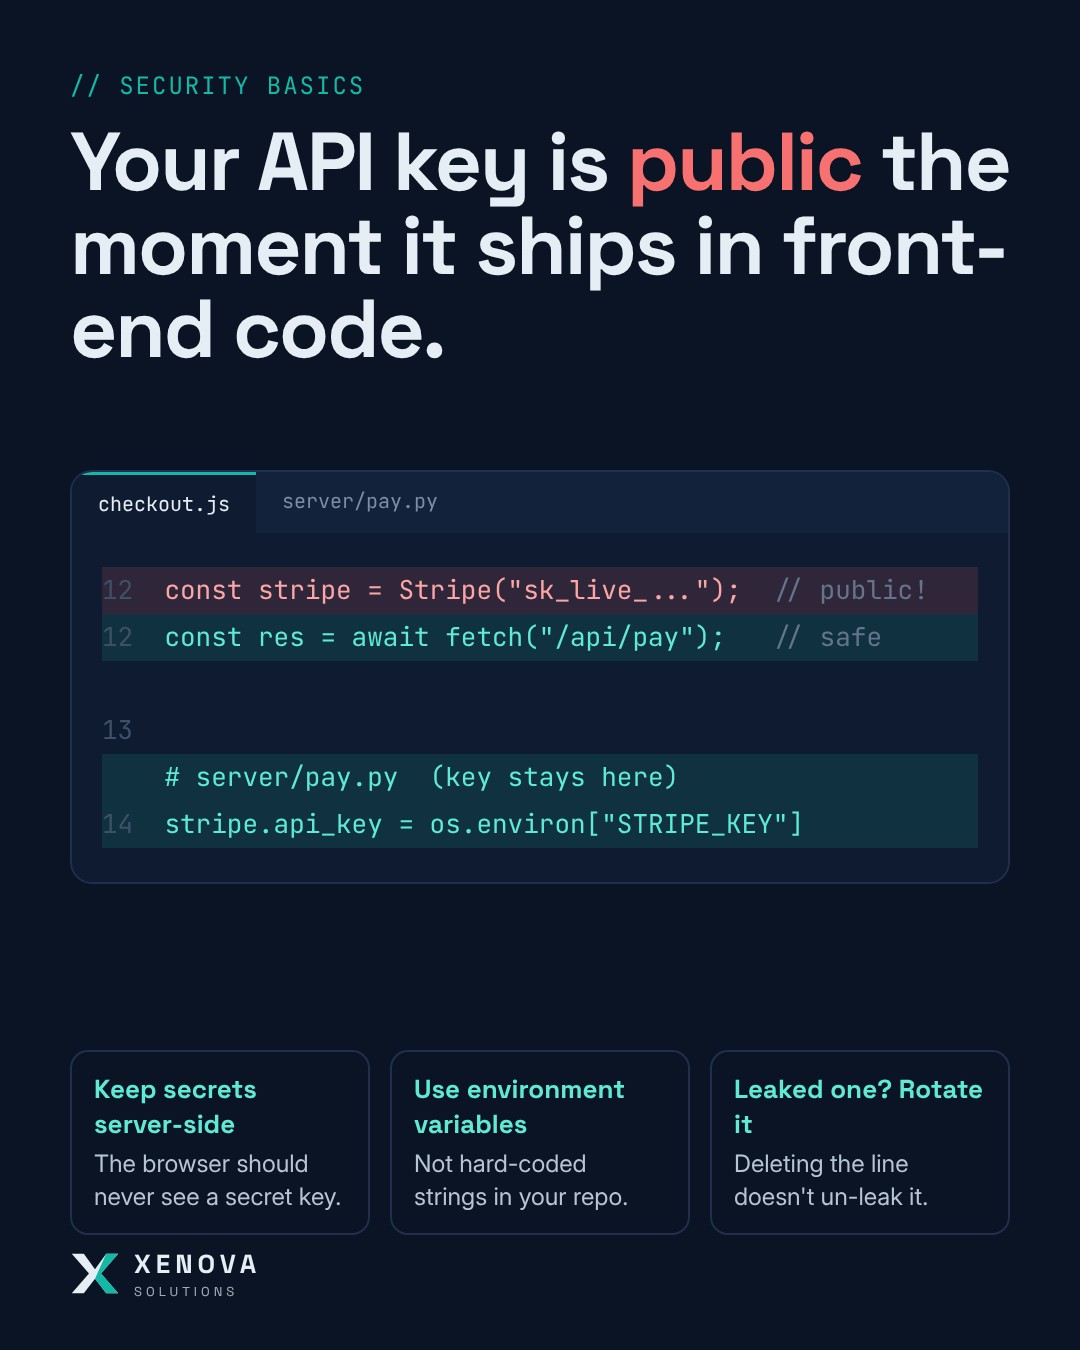 // SECURITY BASICS
Your API key is public the
moment it ships in front-
end code.
checkout.js
server/pay.py
12 const stripe = Stripe("sk_live_..."); // public!
12 const res = await fetch("/api/pay"); // safe
13
# server/pay.py (key stays here)
14 stripe.api_key = os.environ["STRIPE_KEY"]
Keep secrets
server-side
The browser should
never see a secret key.
Use environment
variables
Not hard-coded
strings in your repo.
Leaked one? Rotate
it
Deleting the line
doesn't un-leak it.
XENOVA
SOLUTIONS